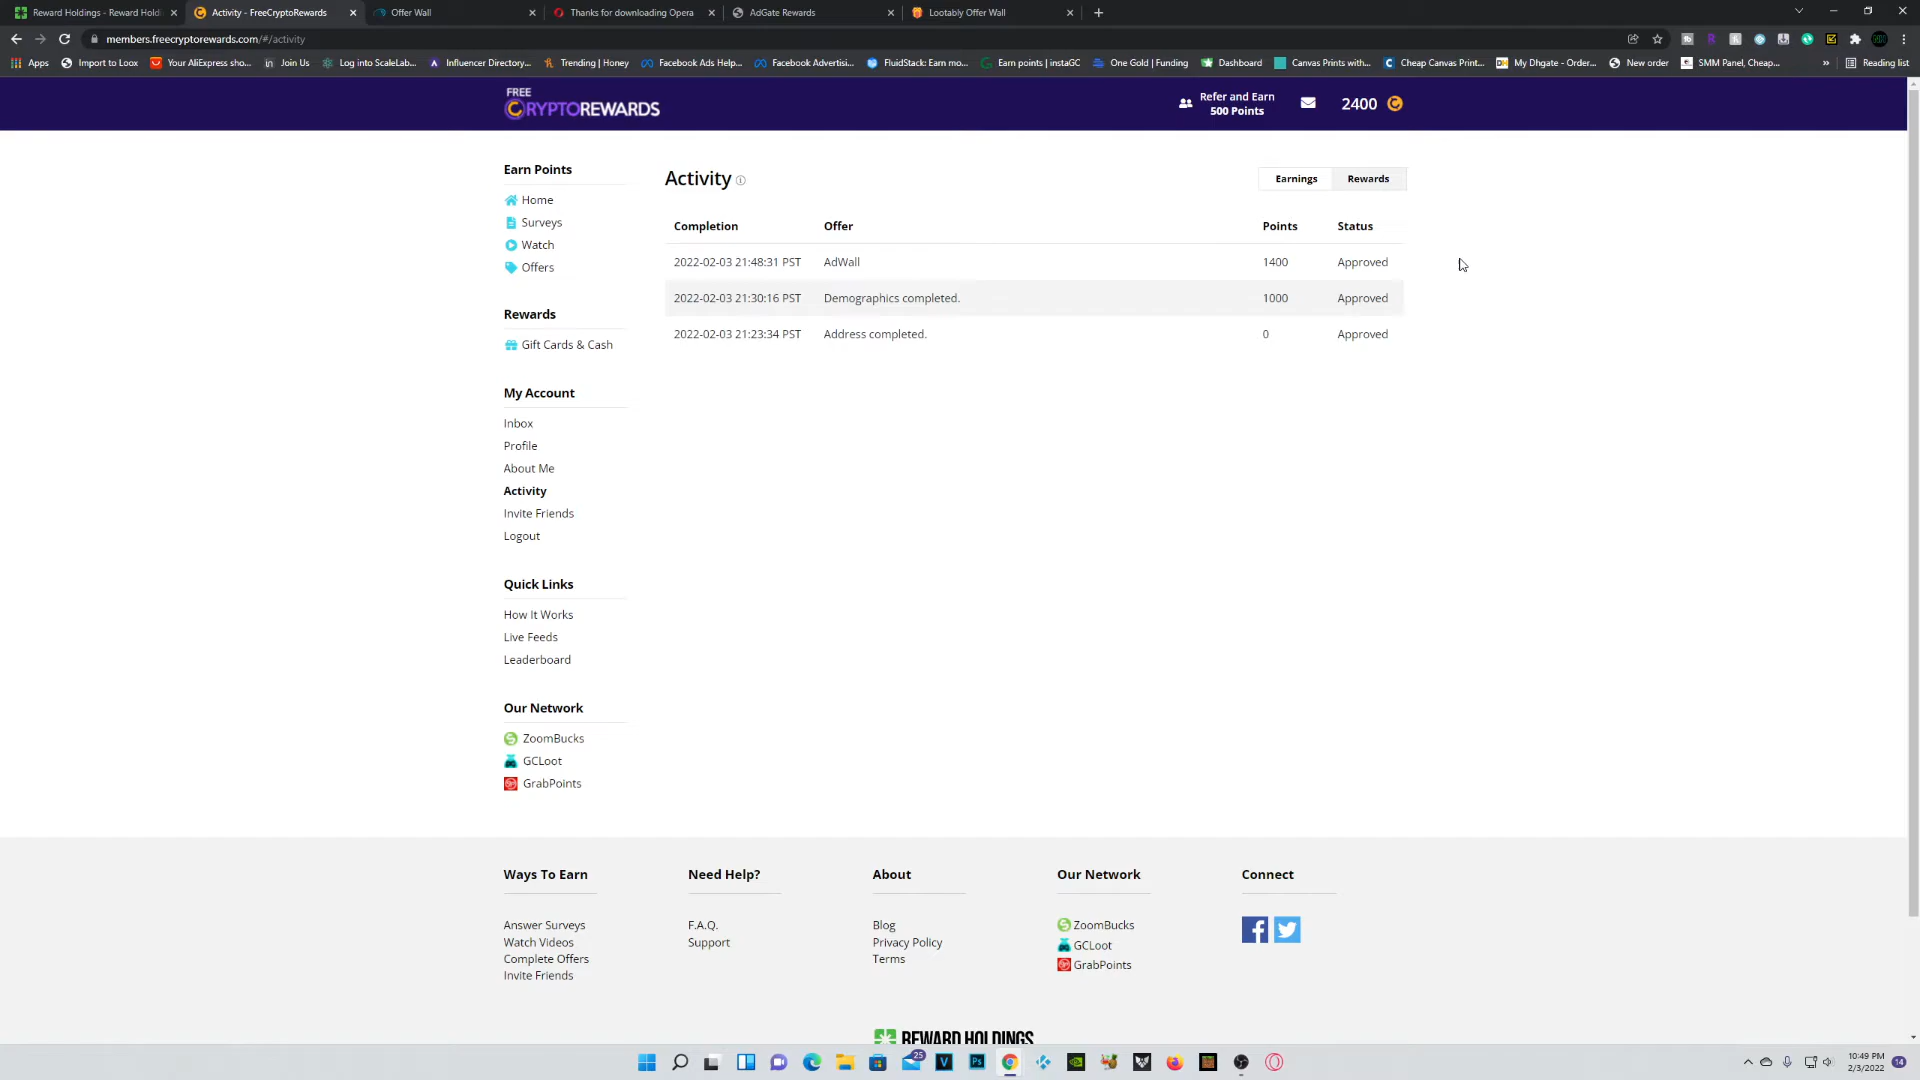 Reward Holdings - Reward Hold
Activity - FreeCryptoRewards
Offer Wall
Thanks for downloading Opera
AdGate Rewards
Lootably Offer Wall
members.freecryptorewards.com/#/activity
Apps
Import to Loox
Your AliExpress sho...
Join Us
Log into ScaleLab...
Influencer Directory...
Trending | Honey
Facebook Ads Help...
Facebook Advertisi...
FluidStack: Earn mo...
Earn points | instaGC
One Gold | Funding
Dashboard
Canvas Prints with...
Cheap Canvas Print...
My Dhgate - Order...
New order
SMM Panel, Cheap...
»
Reading list
FREE
CRYPTOREWARDS
Refer and Earn
500 Points
2400
Earn Points
Home
Surveys
Watch
Offers
Rewards
Gift Cards & Cash
My Account
Inbox
Profile
About Me
Activity
Invite Friends
Logout
Quick Links
How It Works
Live Feeds
Leaderboard
Our Network
ZoomBucks
GCLoot
GrabPoints
Activity
Earnings Rewards
Completion Offer Points Status
2022-02-03 21:48:31 PST AdWall 1400 Approved
2022-02-03 21:30:16 PST Demographics completed. 1000 Approved
2022-02-03 21:23:34 PST Address completed. 0 Approved
Ways To Earn
Answer Surveys
Watch Videos
Complete Offers
Invite Friends
Need Help?
F.A.Q.
Support
About
Blog
Privacy Policy
Terms
Our Network
ZoomBucks
GCLoot
GrabPoints
Connect
REWARD HOLDINGS
25
10:49 PM
2/3/2022
14